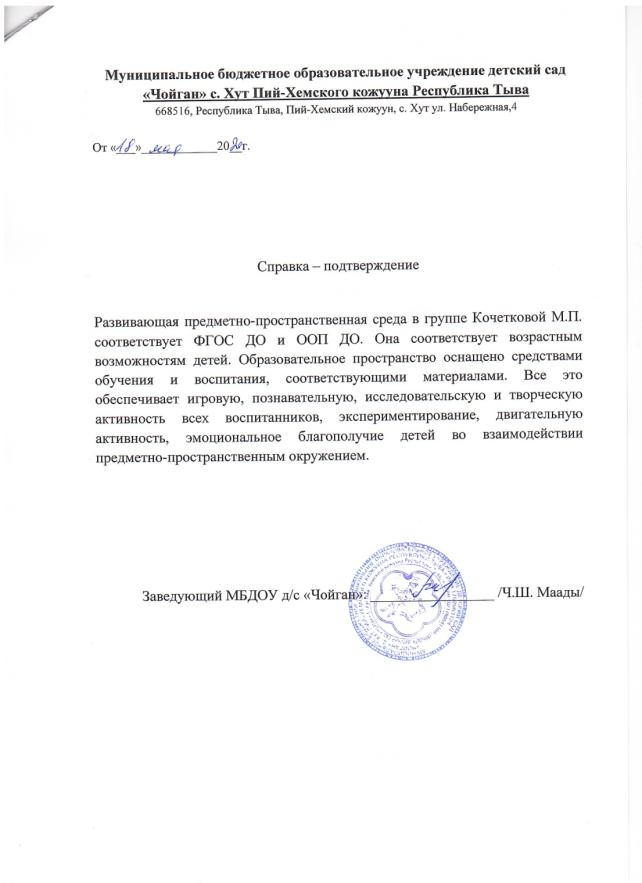 Муниципальное бюджетное образовательное учреждение детский сад
«Чойган» с. Хут Пий-Хемского кожууна Республика Тыва
668516, Республика Тыва, Пий-Хемский кожуун, с. Хут ул. Набережная,4
От «18» мая 2020г.
Справка – подтверждение
Развивающая предметно-пространственная среда в группе Кочетковой М.П.
соответствует ФГОС ДО и ООП ДО. Она соответствует возрастным
возможностям детей. Образовательное пространство оснащено средствами
обучения и воспитания, соответствующими материалами. Все это
обеспечивает игровую, познавательную, исследовательскую и творческую
активность всех воспитанников, экспериментирование, двигательную
активность, эмоциональное благополучие детей во взаимодействии
предметно-пространственным окружением.
Заведующий МБДОУ д/с «Чойган»:/ /Ч.Ш. Маады/